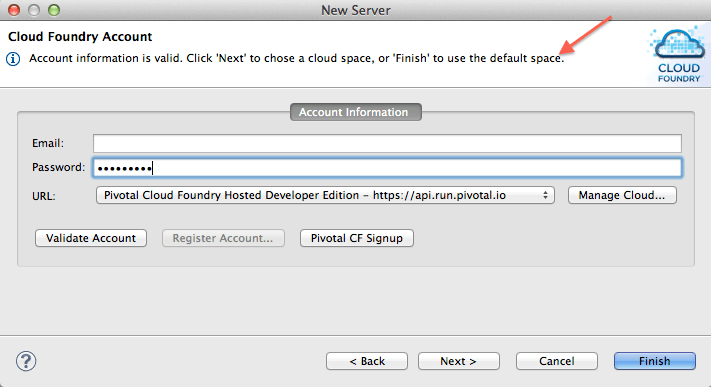 New Server
Cloud Foundry Account
Account information is valid. Click 'Next' to chose a cloud space, or 'Finish' to use the default space.
CLOUD
FOUNDRY
Account Information
Email:
Password: •••••••••
URL: Pivotal Cloud Foundry Hosted Developer Edition – https://api.run.pivotal.io Manage Cloud...
Validate Account Register Account... Pivotal CF Signup
? < Back Next > Cancel Finish